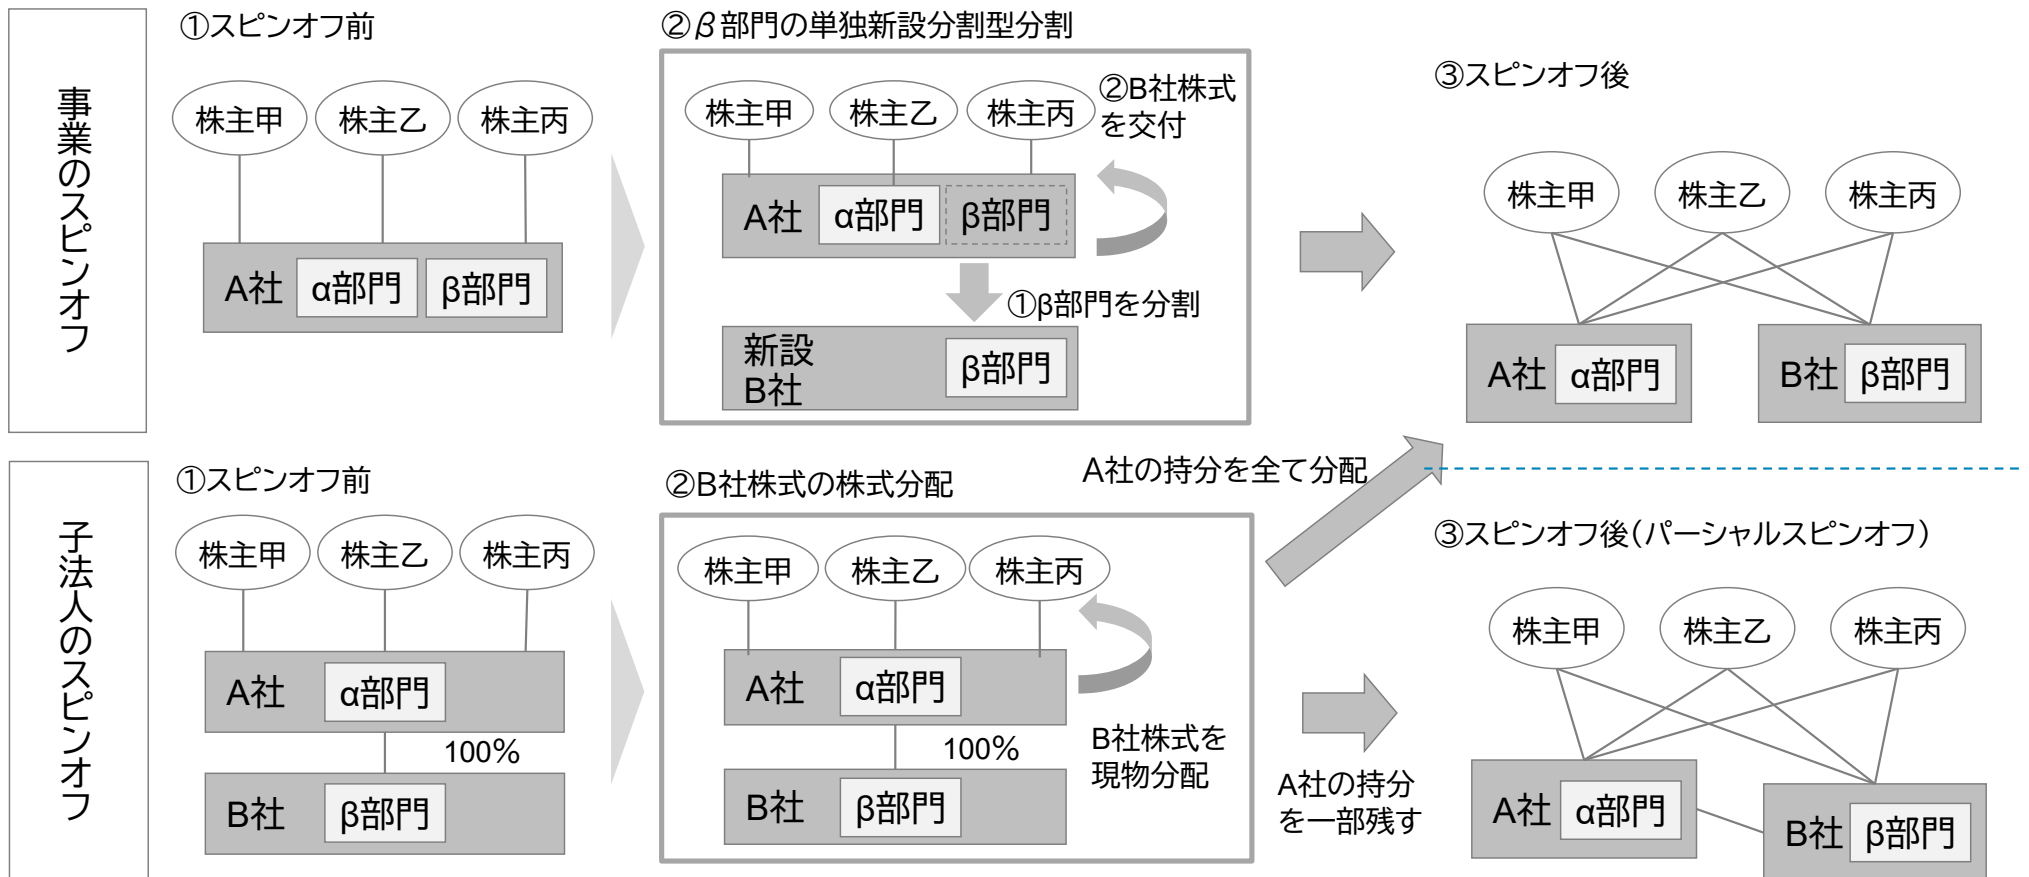 事業のスピンオフ
①スピンオフ前
株主甲
株主乙
株主丙
A社
α部門
β部門
②β部門の単独新設分割型分割
株主甲
株主乙
株主丙
②B社株式
を交付
A社
α部門
β部門
①β部門を分割
新設
B社
β部門
③スピンオフ後
株主甲
株主乙
株主丙
A社
α部門
B社
β部門
子法人のスピンオフ
①スピンオフ前
株主甲
株主乙
株主丙
A社
α部門
100%
B社
β部門
②B社株式の株式分配
株主甲
株主乙
株主丙
A社
α部門
100%
B社
β部門
B社株式を
現物分配
A社の持分を全て分配
A社の持分
を一部残す
③スピンオフ後（パーシャルスピンオフ）
株主甲
株主乙
株主丙
A社
α部門
B社
β部門